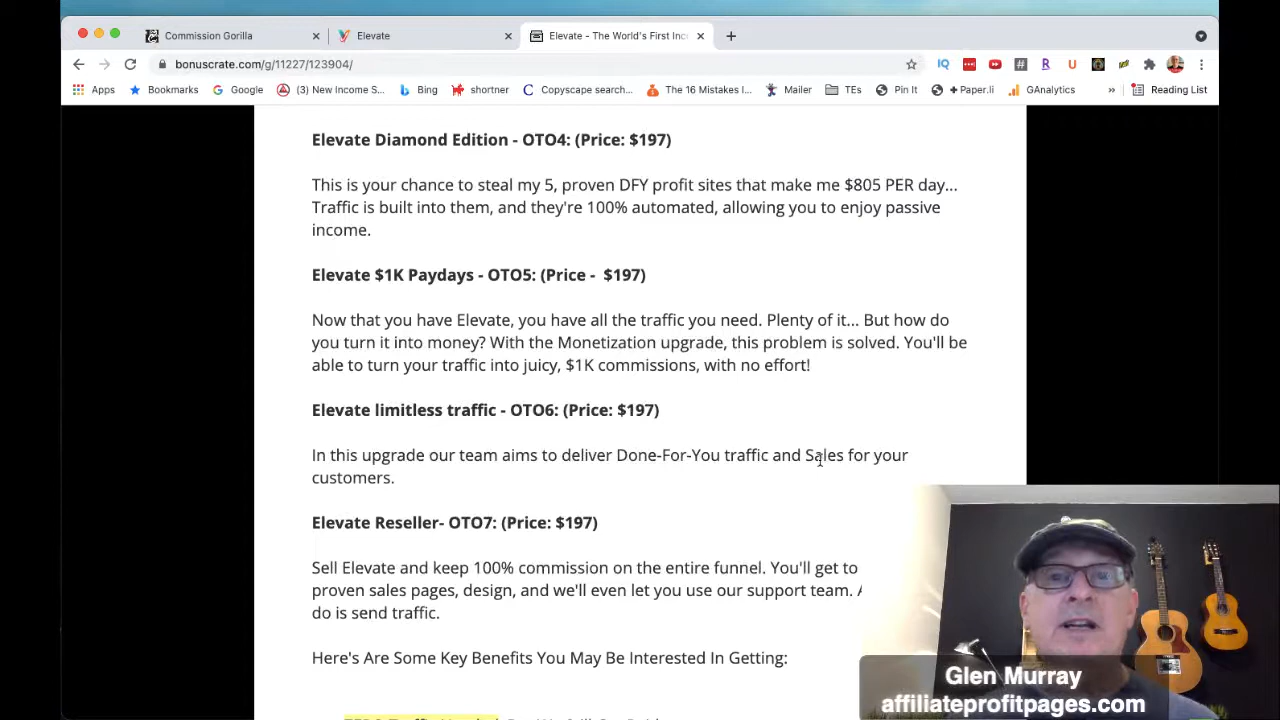 Commission Gorilla
Elevate
Elevate - The World's First Inc
bonuscrate.com/g/11227/123904/
Apps
Bookmarks
Google
(3) New Income S...
Bing
shortner
Copyscape search...
The 16 Mistakes I...
Mailer
TEs
Pin It
+ Paper.li
GAnalytics
»
Reading List
Elevate Diamond Edition - OTO4: (Price: $197)
This is your chance to steal my 5, proven DFY profit sites that make me $805 PER day...
Traffic is built into them, and they're 100% automated, allowing you to enjoy passive
income.
Elevate $1K Paydays - OTO5: (Price - $197)
Now that you have Elevate, you have all the traffic you need. Plenty of it... But how do
you turn it into money? With the Monetization upgrade, this problem is solved. You'll be
able to turn your traffic into juicy, $1K commissions, with no effort!
Elevate limitless traffic - OTO6: (Price: $197)
In this upgrade our team aims to deliver Done-For-You traffic and Sales for your
customers.
Elevate Reseller- OTO7: (Price: $197)
Sell Elevate and keep 100% commission on the entire funnel. You'll get to
proven sales pages, design, and we'll even let you use our support team.
do is send traffic.
Here's Are Some Key Benefits You May Be Interested In Getting:
Glen Murray
affiliateprofitpages.com